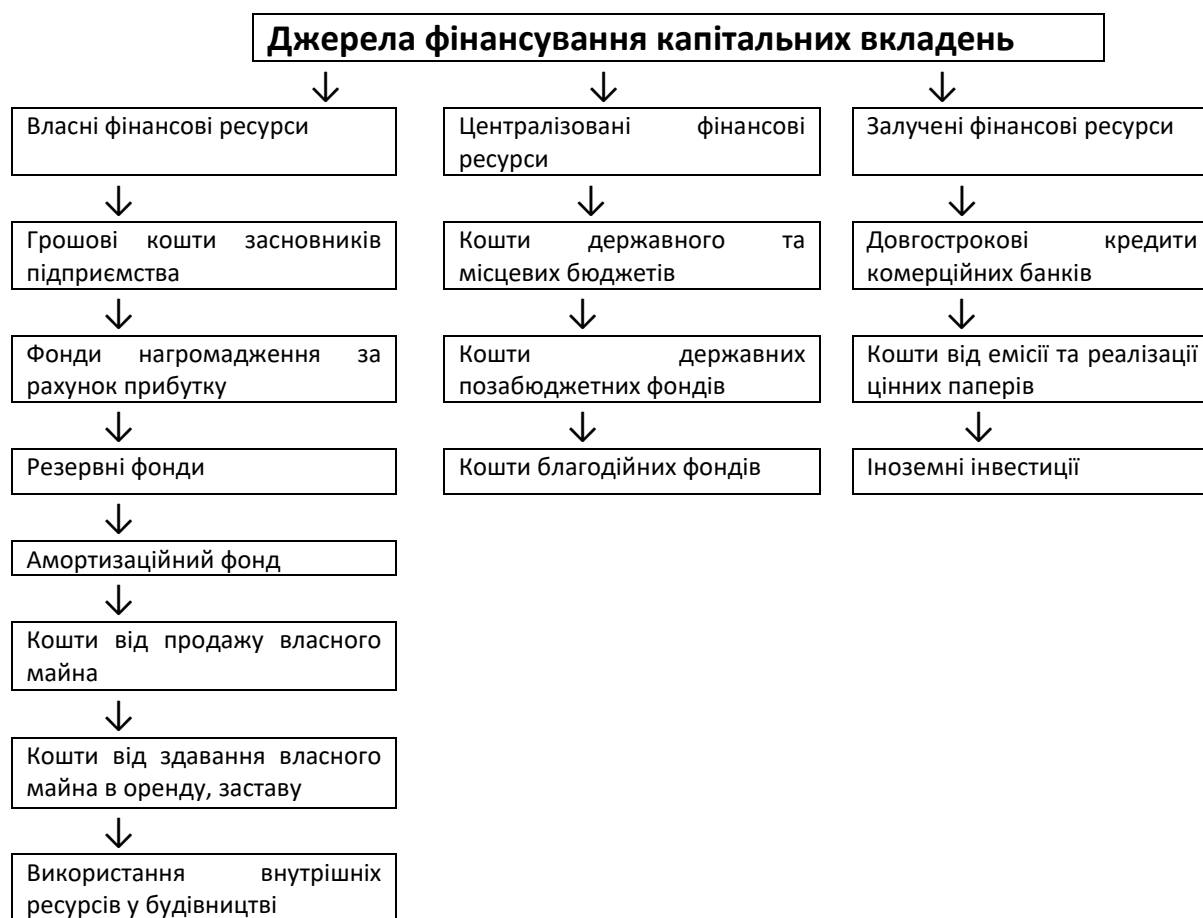 Джерела фінансування капітальних вкладень
Власні фінансові ресурси
Грошові кошти засновників
підприємства
Фонди нагромадження за
рахунок прибутку
Резервні фонди
Амортизаційний фонд
Кошти від продажу власного
майна
Кошти від здавання власного
майна в оренду, заставу
Використання внутрішніх
ресурсів у будівництві
Централізовані фінансові
ресурси
Кошти державного та
місцевих бюджетів
Кошти державних
позабюджетних фондів
Кошти благодійних фондів
Залучені фінансові ресурси
Довгострокові кредити
комерційних банків
Кошти від емісії та реалізації
цінних паперів
Іноземні інвестиції